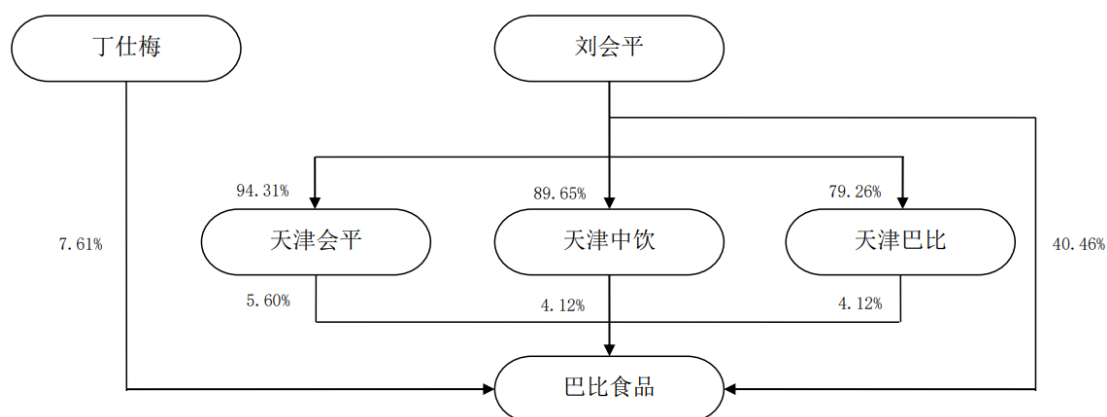 丁仕梅
刘会平
94.31%
89.65%
79.26%
7.61%
天津会平
天津中饮
天津巴比
40.46%
5.60%
4.12%
4.12%
巴比食品